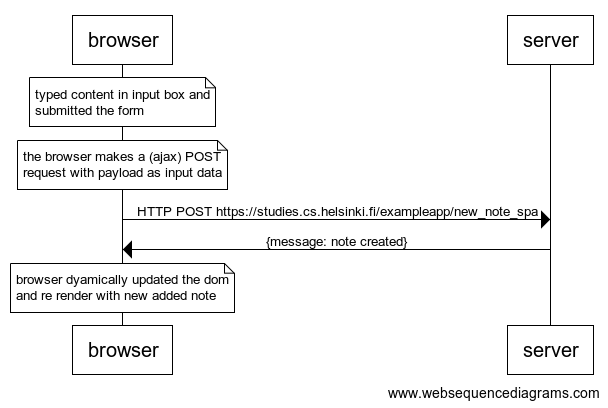 browser
server
typed content in input box and
submitted the form
the browser makes a (ajax) POST
request with payload as input data
HTTP POST https://studies.cs.helsinki.fi/exampleapp/new_note_spa
{message: note created}
browser dyamically updated the dom
and re render with new added note
browser
server
www.websequencediagrams.com